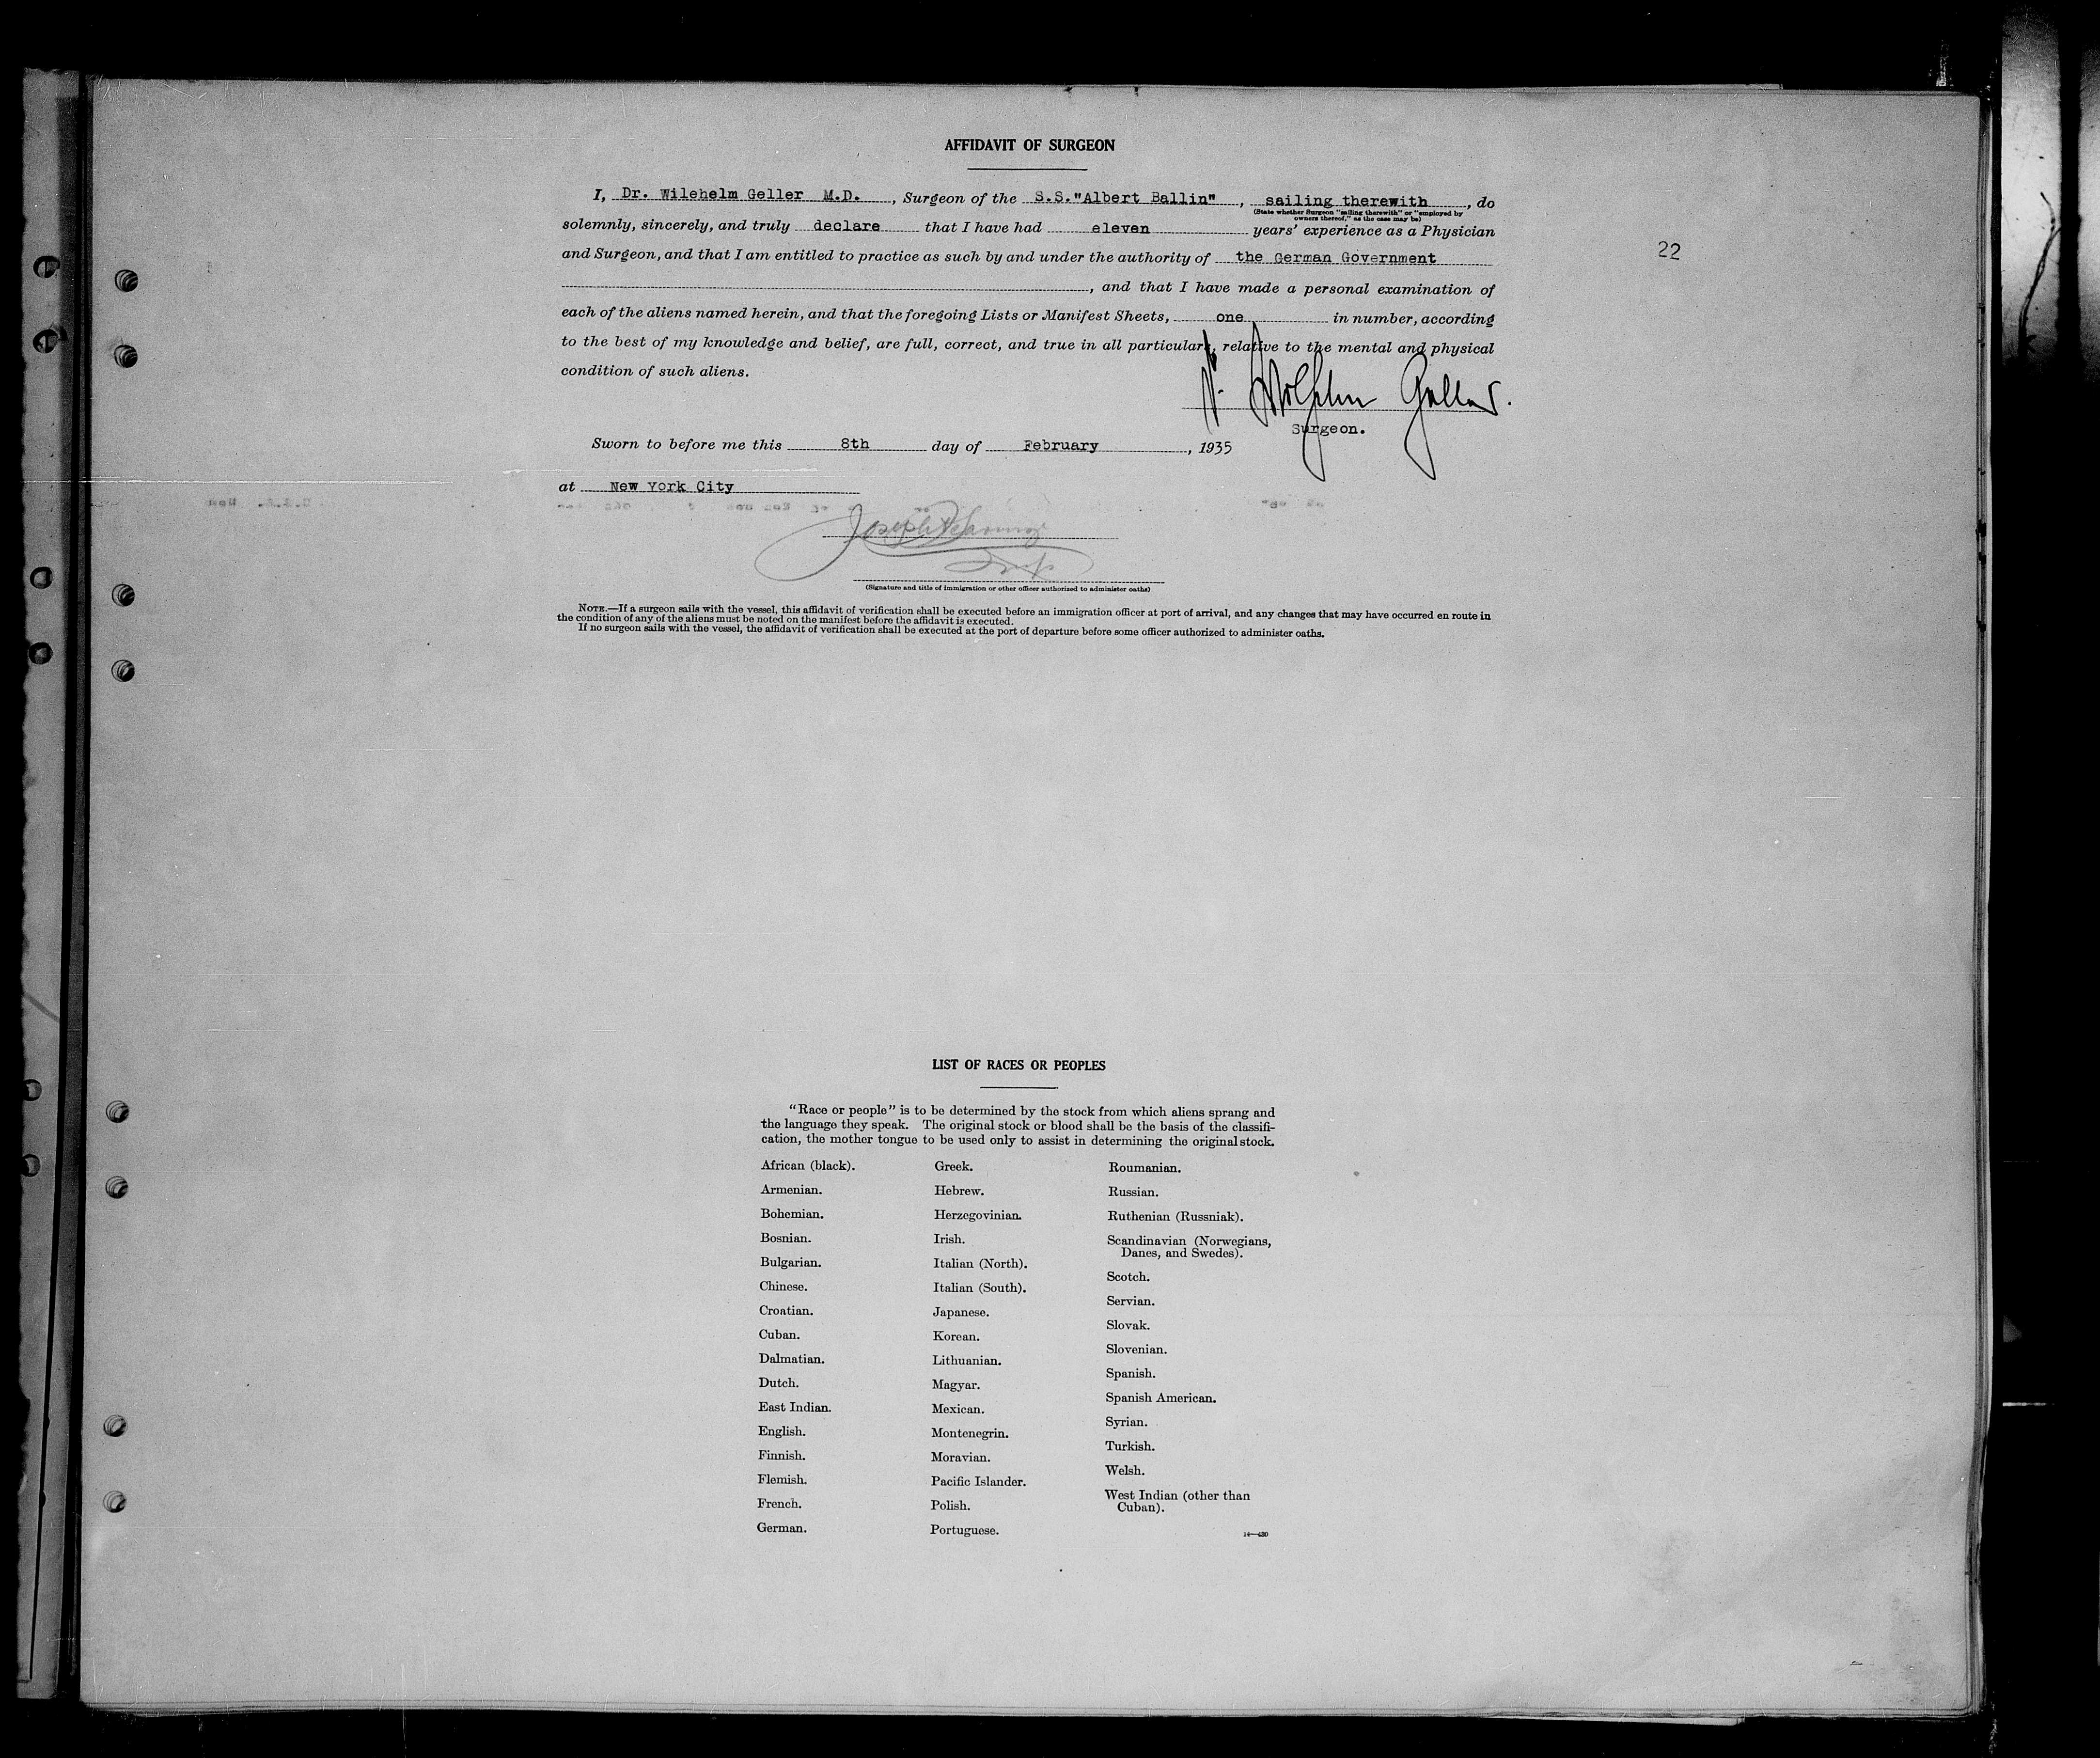 AFFIDAVIT OF SURGEON
I, Dr. Wilehelm Geller M.D. , Surgeon of the S.S."Albert Ballin" , sailing therewith , do
(State whether Surgeon "sailing therewith" or "employed by
owners thereof," as the case may be)
solemnly, sincerely, and truly declare that I have had eleven years' experience as a Physician
and Surgeon, and that I am entitled to practice as such by and under the authority of the German Government
22
, and that I have made a personal examination of
each of the aliens named herein, and that the foregoing Lists or Manifest Sheets, one in number, according
to the best of my knowledge and belief, are full, correct, and true in all particulars, relative to the mental and physical
condition of such aliens.
Wilhelm Geller.
Surgeon.
Sworn to before me this 8th day of February , 1935
at New York City
Joseph
(Signature and title of immigration or other officer authorized to administer oaths)
NOTE.—If a surgeon sails with the vessel, this affidavit of verification shall be executed before an immigration officer at port of arrival, and any changes that may have occurred en route in
the condition of any of the aliens must be noted on the manifest before the affidavit is executed.
If no surgeon sails with the vessel, the affidavit of verification shall be executed at the port of departure before some officer authorized to administer oaths.
LIST OF RACES OR PEOPLES
"Race or people" is to be determined by the stock from which aliens sprang and
the language they speak. The original stock or blood shall be the basis of the classifi-
cation, the mother tongue to be used only to assist in determining the original stock.
African (black).
Armenian.
Bohemian.
Bosnian.
Bulgarian.
Chinese.
Croatian.
Cuban.
Dalmatian.
Dutch.
East Indian.
English.
Finnish.
Flemish.
French.
German.
Greek.
Hebrew.
Herzegovinian.
Irish.
Italian (North).
Italian (South).
Japanese.
Korean.
Lithuanian.
Magyar.
Mexican.
Montenegrin.
Moravian.
Pacific Islander.
Polish.
Portuguese.
Roumanian.
Russian.
Ruthenian (Russniak).
Scandinavian (Norwegians,
Danes, and Swedes).
Scotch.
Servian.
Slovak.
Slovenian.
Spanish.
Spanish American.
Syrian.
Turkish.
Welsh.
West Indian (other than
Cuban).
14—430